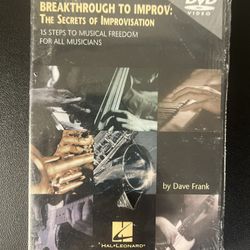 BREAKTHROUGH TO IMPROV:
THE SECRETS OF IMPROVISATION
15 STEPS TO MUSICAL FREEDOM
FOR ALL MUSICIANS
DVD
VIDEO
by Dave Frank
HAL•LEONARD®